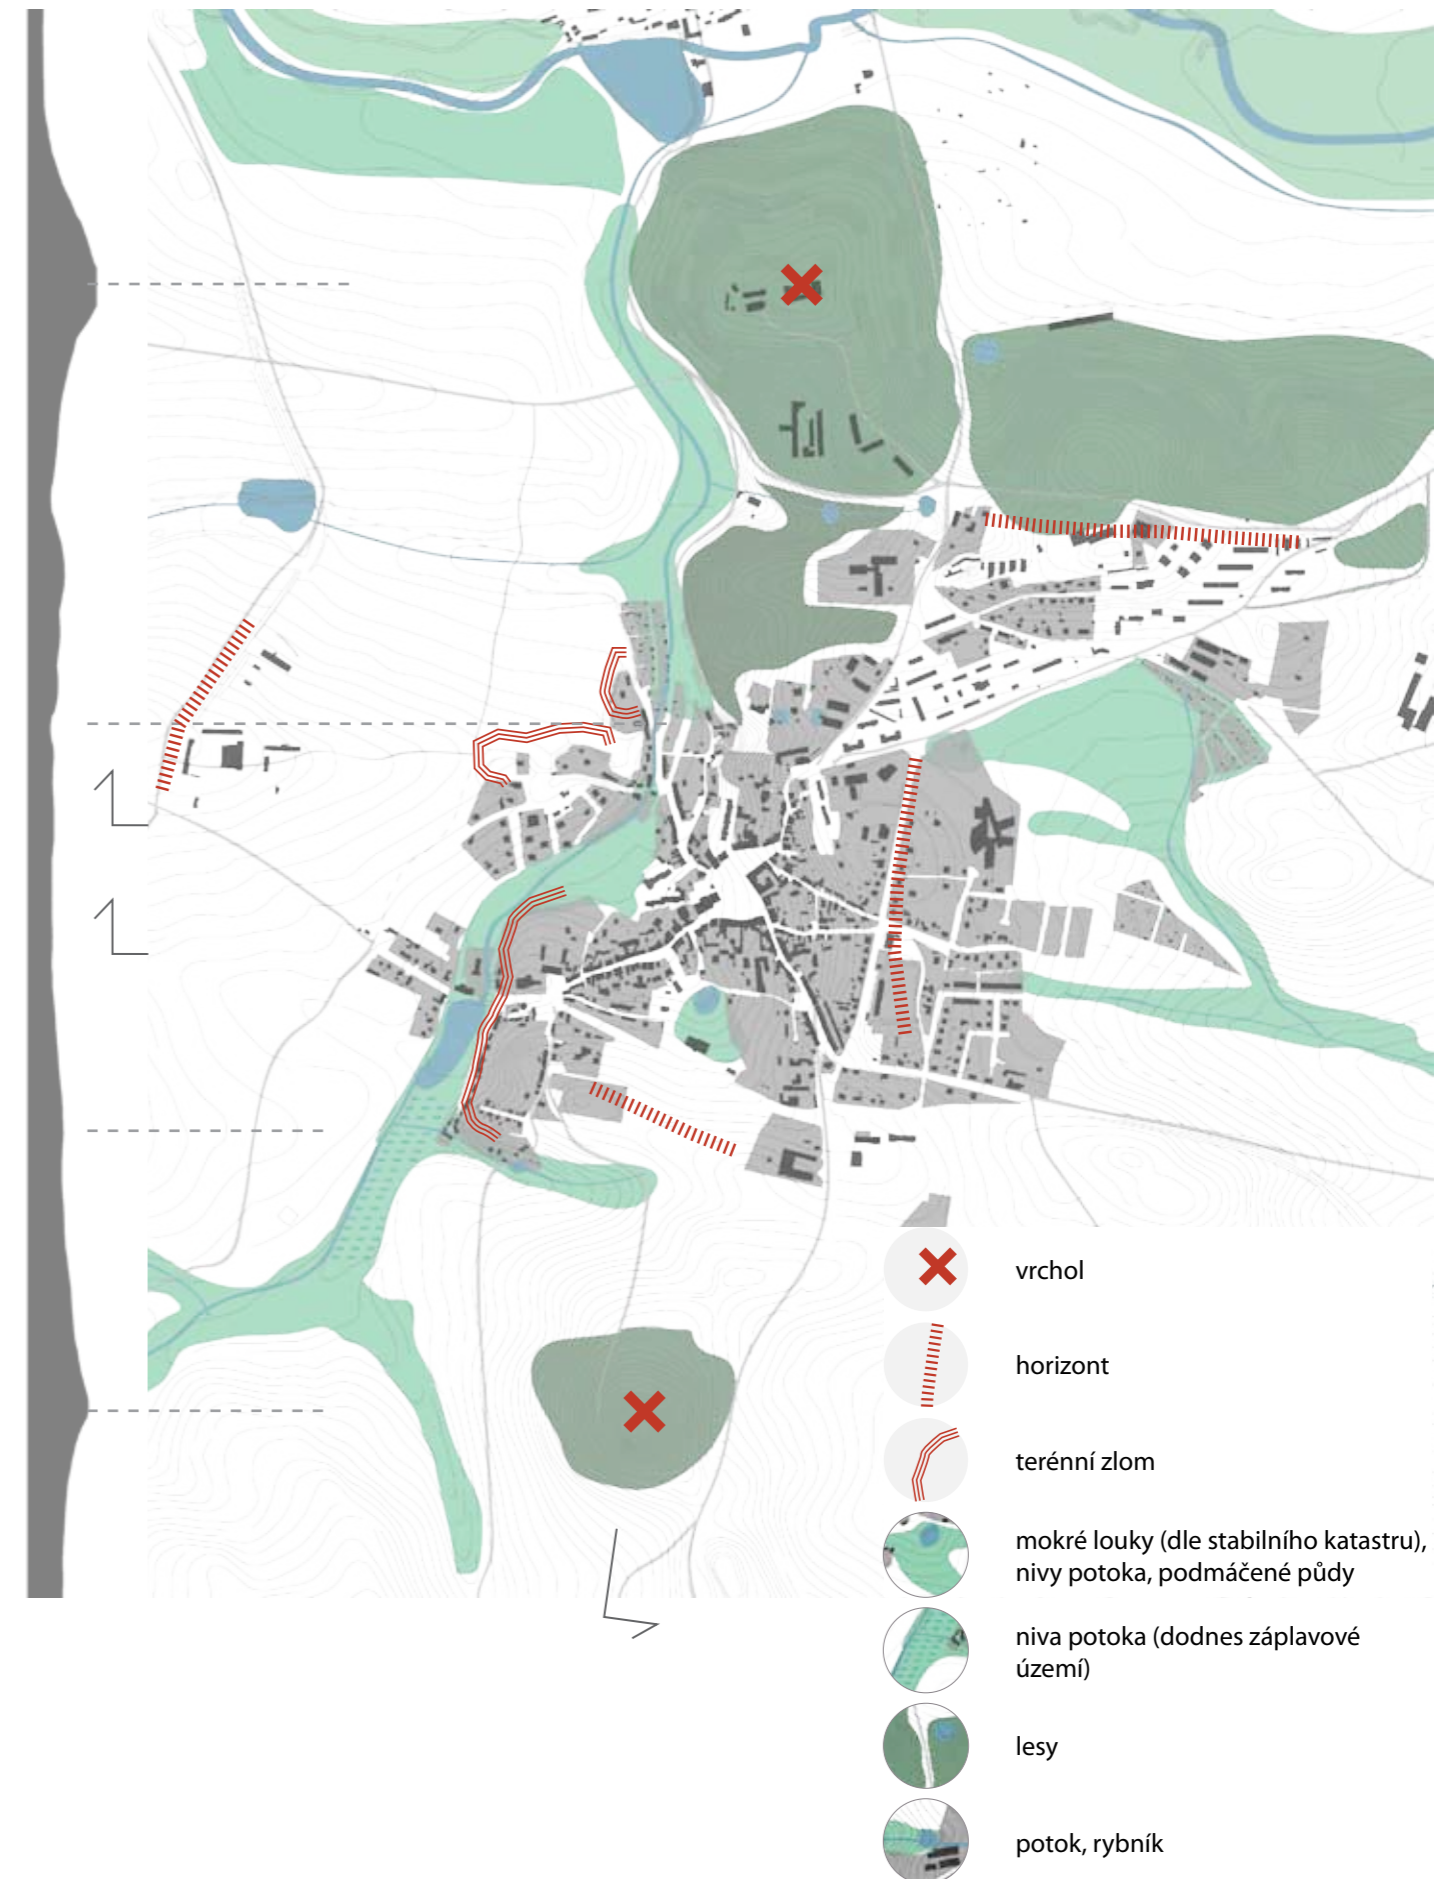 vrchol
horizont
terénní zlom
mokré louky (dle stabilního katastru),
nivy potoka, podmáčené půdy
niva potoka (dodnes záplavové
území)
lesy
potok, rybník